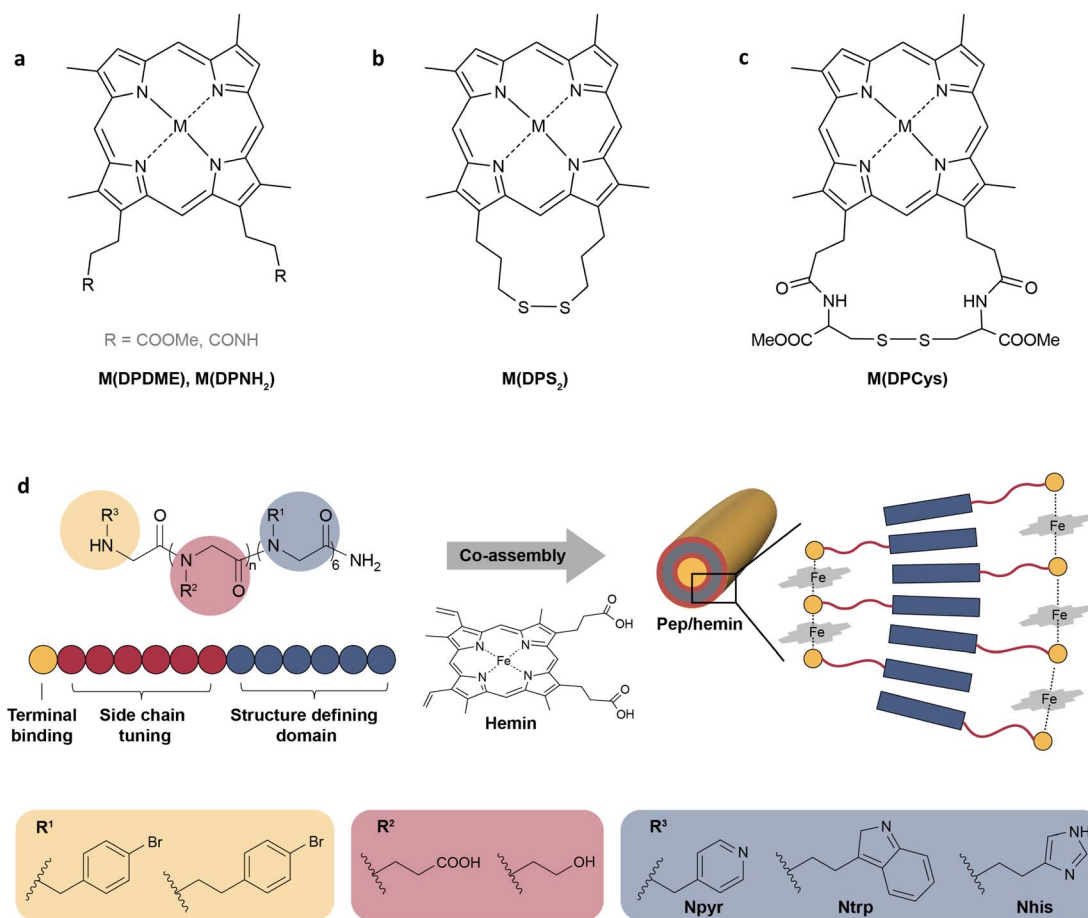 a
N
N
M
N
N
R
R
R = COOMe, CONH
M(DPDME), M(DPNH₂)
b
N
N
M
N
N
S
S
M(DPS₂)
c
N
N
M
N
N
O
O
NH
NH
MeOOC
S
S
COOMe
M(DPCys)
d
R³
HN
O
N
R²
O
n
R¹
N
O
6
NH₂
Terminal
binding
Side chain
tuning
Structure defining
domain
Co-assembly
N
N
Fe
N
N
O
OH
O
OH
Hemin
Pep/hemin
Fe
Fe
Fe
Fe
Fe
R¹
Br
Br
R²
COOH
OH
R³
N
Npyr
N
Ntrp
NH
N
Nhis